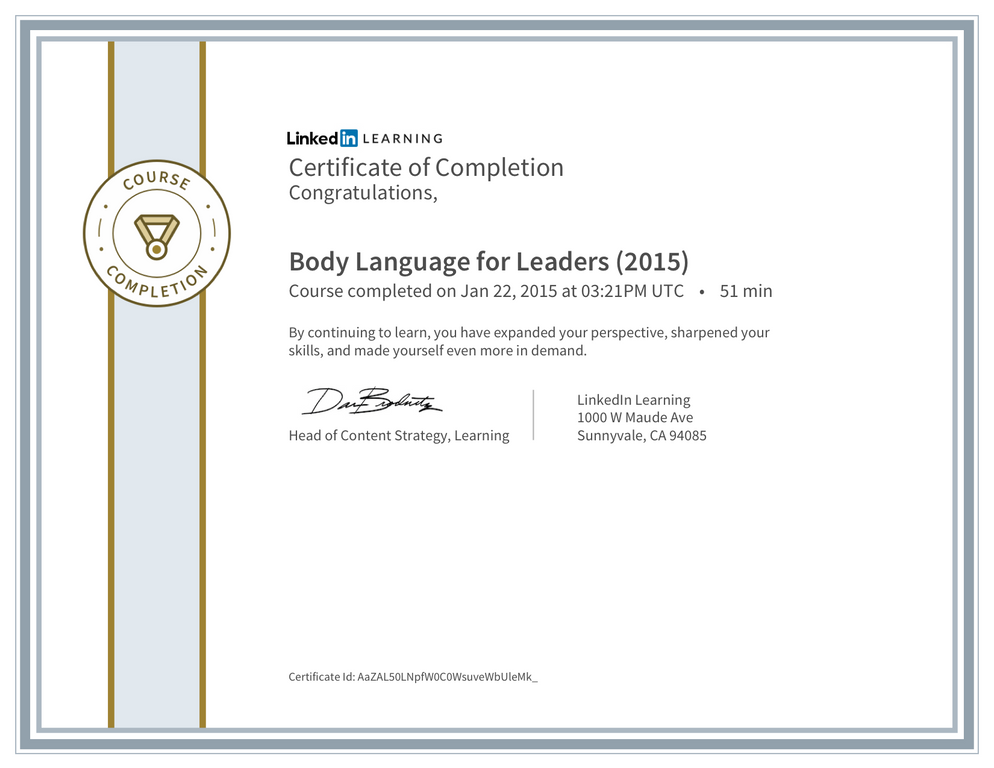 COURSE
COMPLETION
Linked in LEARNING
Certificate of Completion
Congratulations,
Body Language for Leaders (2015)
Course completed on Jan 22, 2015 at 03:21PM UTC • 51 min
By continuing to learn, you have expanded your perspective, sharpened your
skills, and made yourself even more in demand.
Head of Content Strategy, Learning
LinkedIn Learning
1000 W Maude Ave
Sunnyvale, CA 94085
Certificate Id: AaZAL50LNpfW0C0WsuveWbUleMk_